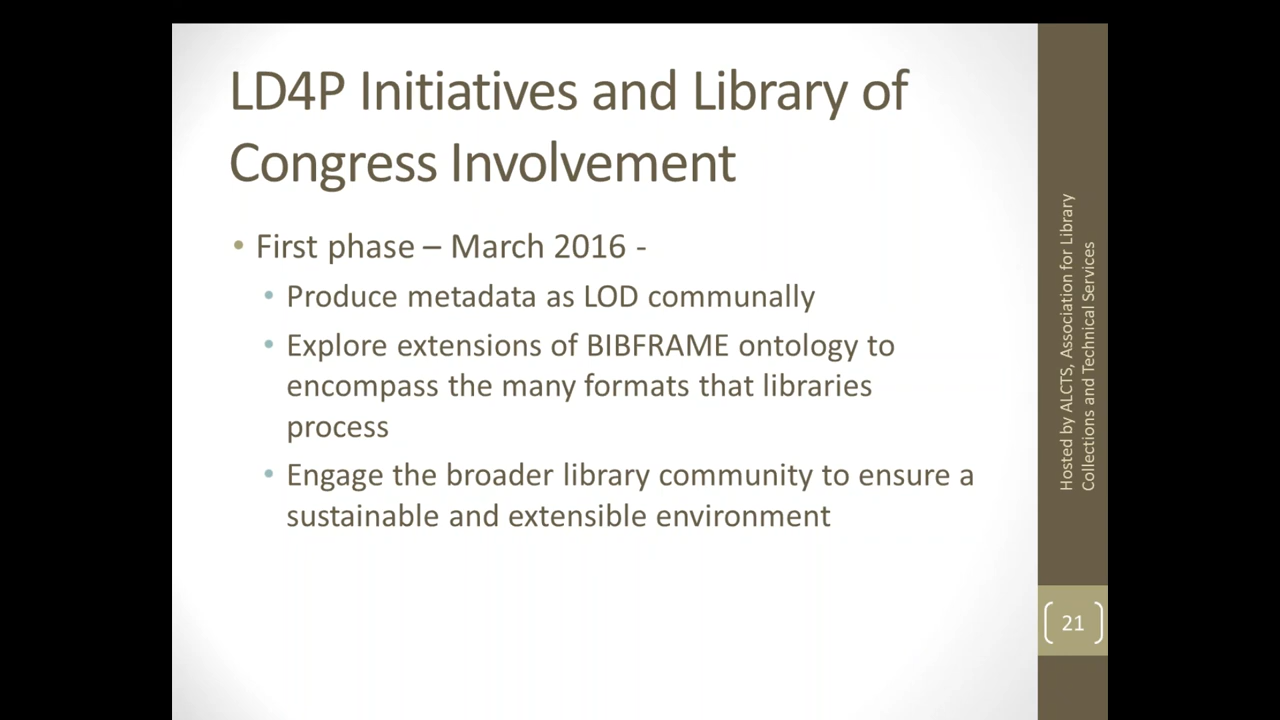 LD4P Initiatives and Library of
Congress Involvement
• First phase – March 2016 -
• Produce metadata as LOD communally
• Explore extensions of BIBFRAME ontology to
encompass the many formats that libraries
process
• Engage the broader library community to ensure a
sustainable and extensible environment
Hosted by ALCTS, Association for Library
Collections and Technical Services
21